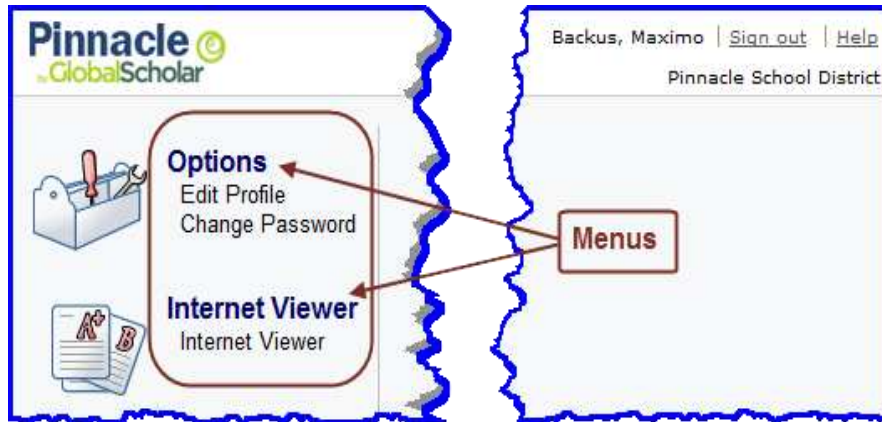 Pinnacle e
by GlobalScholar
Backus, Maximo | Sign out | Help
Pinnacle School District
Options
Edit Profile
Change Password
Menus
Internet Viewer
Internet Viewer
A+
B